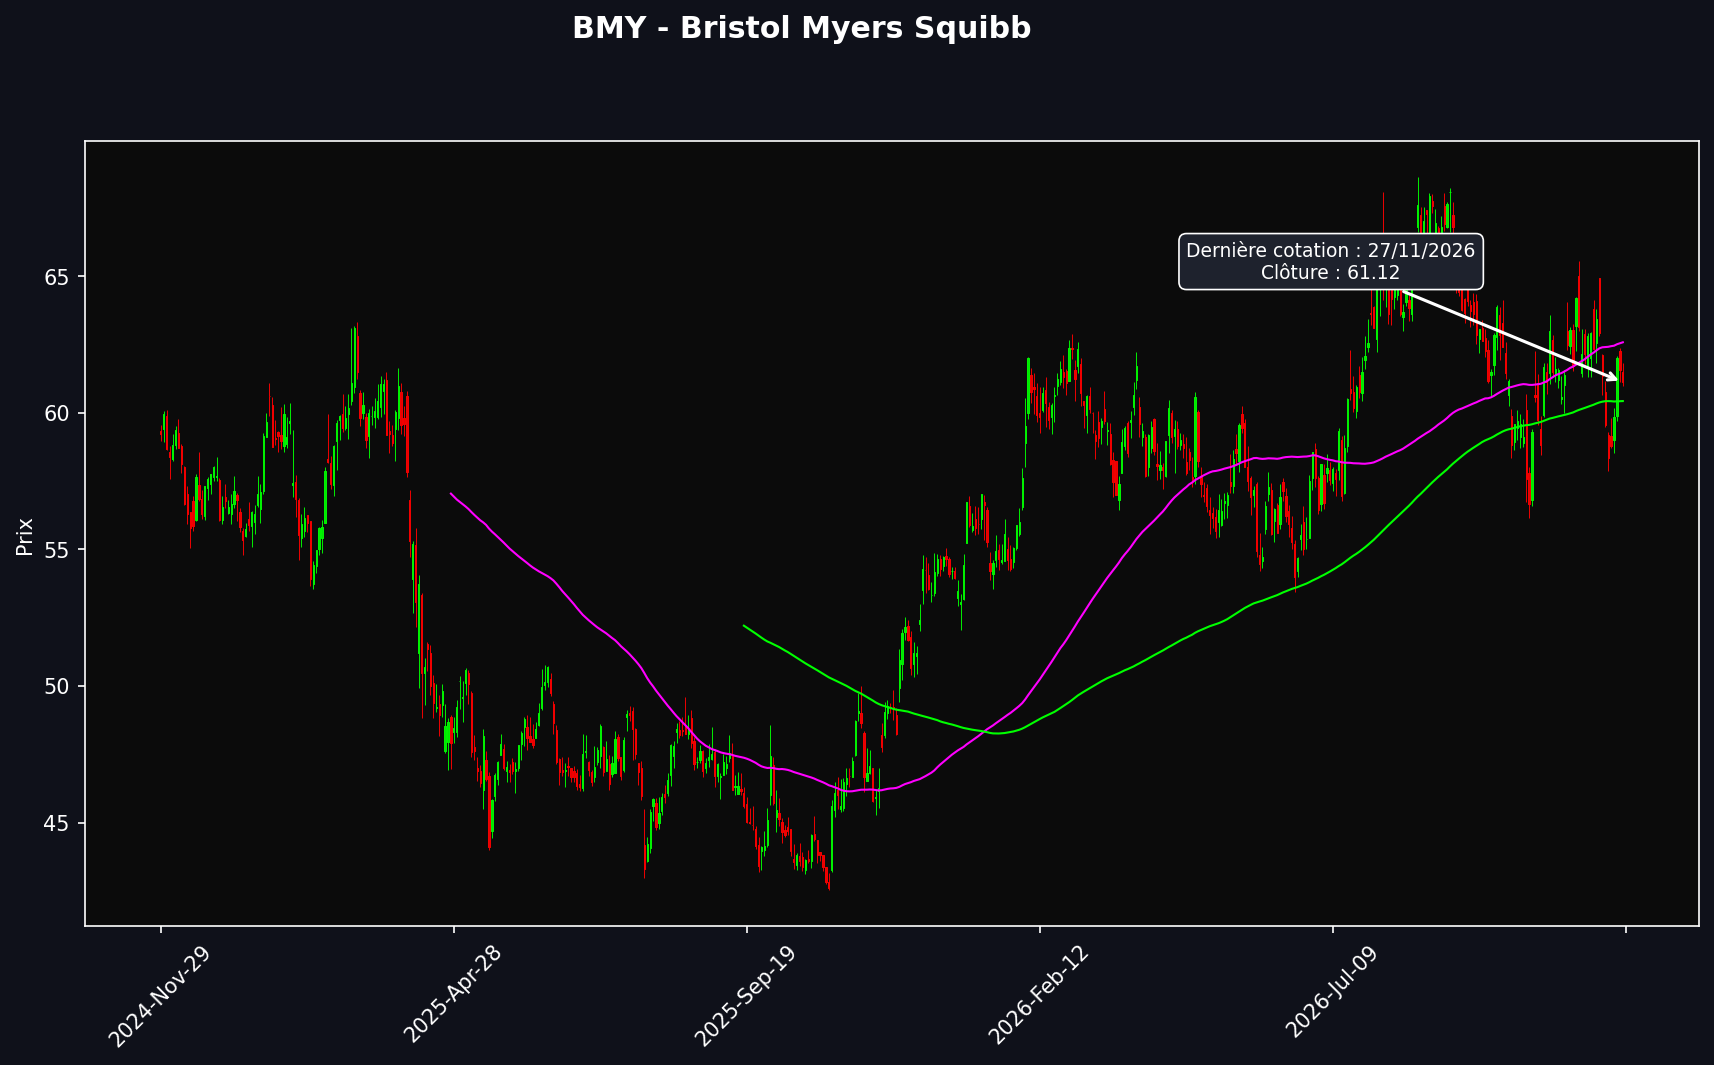 BMY - Bristol Myers Squibb
Dernière cotation : 27/11/2026
Clôture : 61.12
Prix
65
60
55
50
45
2024-Nov-29
2025-Apr-28
2025-Sep-19
2026-Feb-12
2026-Jul-09